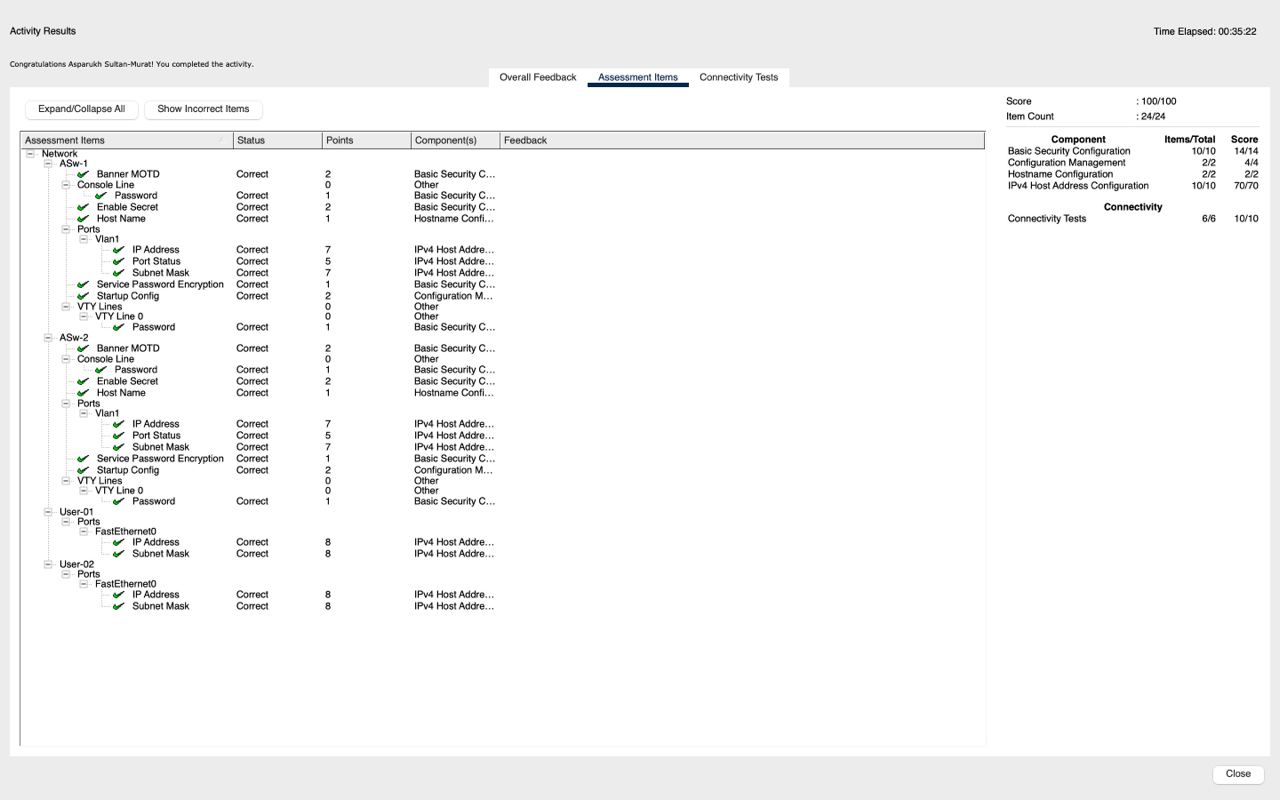 Activity Results
Time Elapsed: 00:35:22
Congratulations Asparukh Sultan-Murat! You completed the activity.
Overall Feedback Assessment Items Connectivity Tests
Expand/Collapse All Show Incorrect Items
Assessment Items Status Points Component(s) Feedback
Network
ASw-1
Banner MOTD Correct 2 Basic Security C...
Console Line 0 Other
Password Correct 1 Basic Security C...
Enable Secret Correct 2 Basic Security C...
Host Name Correct 1 Hostname Confi...
Ports
Vlan1
IP Address Correct 7 IPv4 Host Addre...
Port Status Correct 5 IPv4 Host Addre...
Subnet Mask Correct 7 IPv4 Host Addre...
Service Password Encryption Correct 1 Basic Security C...
Startup Config Correct 2 Configuration M...
VTY Lines 0 Other
VTY Line 0 0 Other
Password Correct 1 Basic Security C...
ASw-2
Banner MOTD Correct 2 Basic Security C...
Console Line 0 Other
Password Correct 1 Basic Security C...
Enable Secret Correct 2 Basic Security C...
Host Name Correct 1 Hostname Confi...
Ports
Vlan1
IP Address Correct 7 IPv4 Host Addre...
Port Status Correct 5 IPv4 Host Addre...
Subnet Mask Correct 7 IPv4 Host Addre...
Service Password Encryption Correct 1 Basic Security C...
Startup Config Correct 2 Configuration M...
VTY Lines 0 Other
VTY Line 0 0 Other
Password Correct 1 Basic Security C...
User-01
Ports
FastEthernet0
IP Address Correct 8 IPv4 Host Addre...
Subnet Mask Correct 8 IPv4 Host Addre...
User-02
Ports
FastEthernet0
IP Address Correct 8 IPv4 Host Addre...
Subnet Mask Correct 8 IPv4 Host Addre...
Score : 100/100
Item Count : 24/24
Component Items/Total Score
Basic Security Configuration 10/10 14/14
Configuration Management 2/2 4/4
Hostname Configuration 2/2 2/2
IPv4 Host Address Configuration 10/10 70/70
Connectivity
Connectivity Tests 6/6 10/10
Close